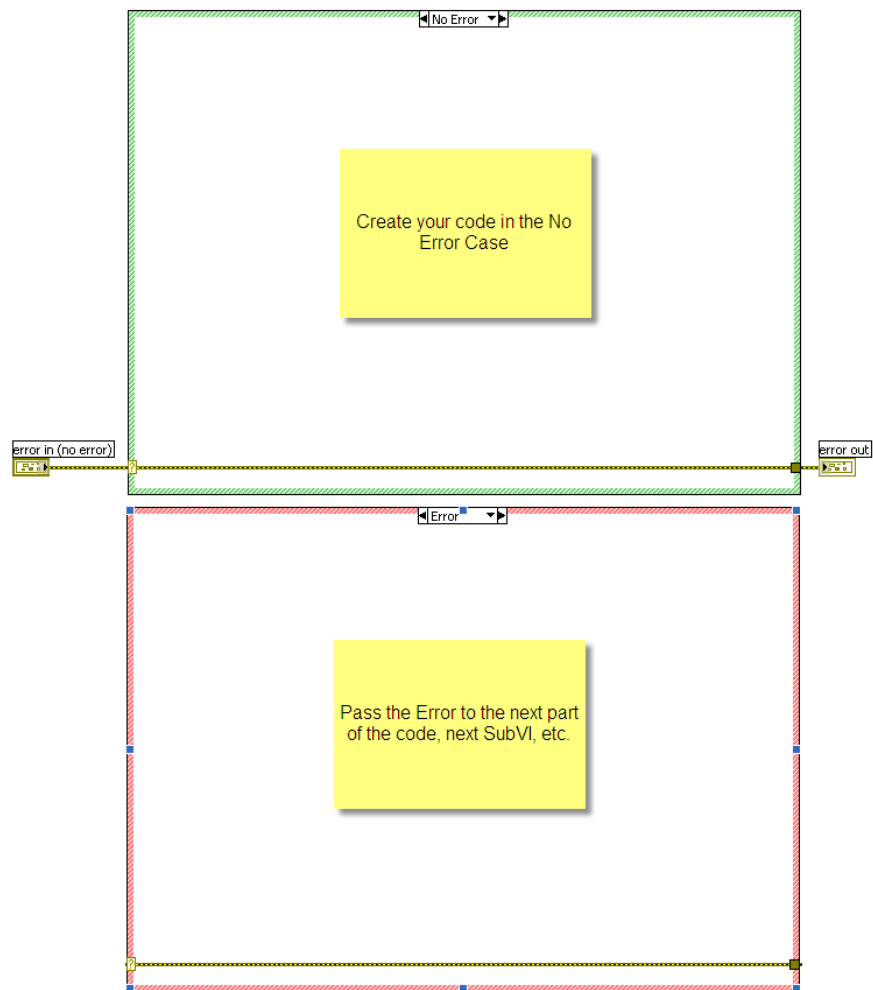 No Error
Create your code in the No
Error Case
error in (no error)
?
error out
Error
Pass the Error to the next part
of the code, next SubVI, etc.
?